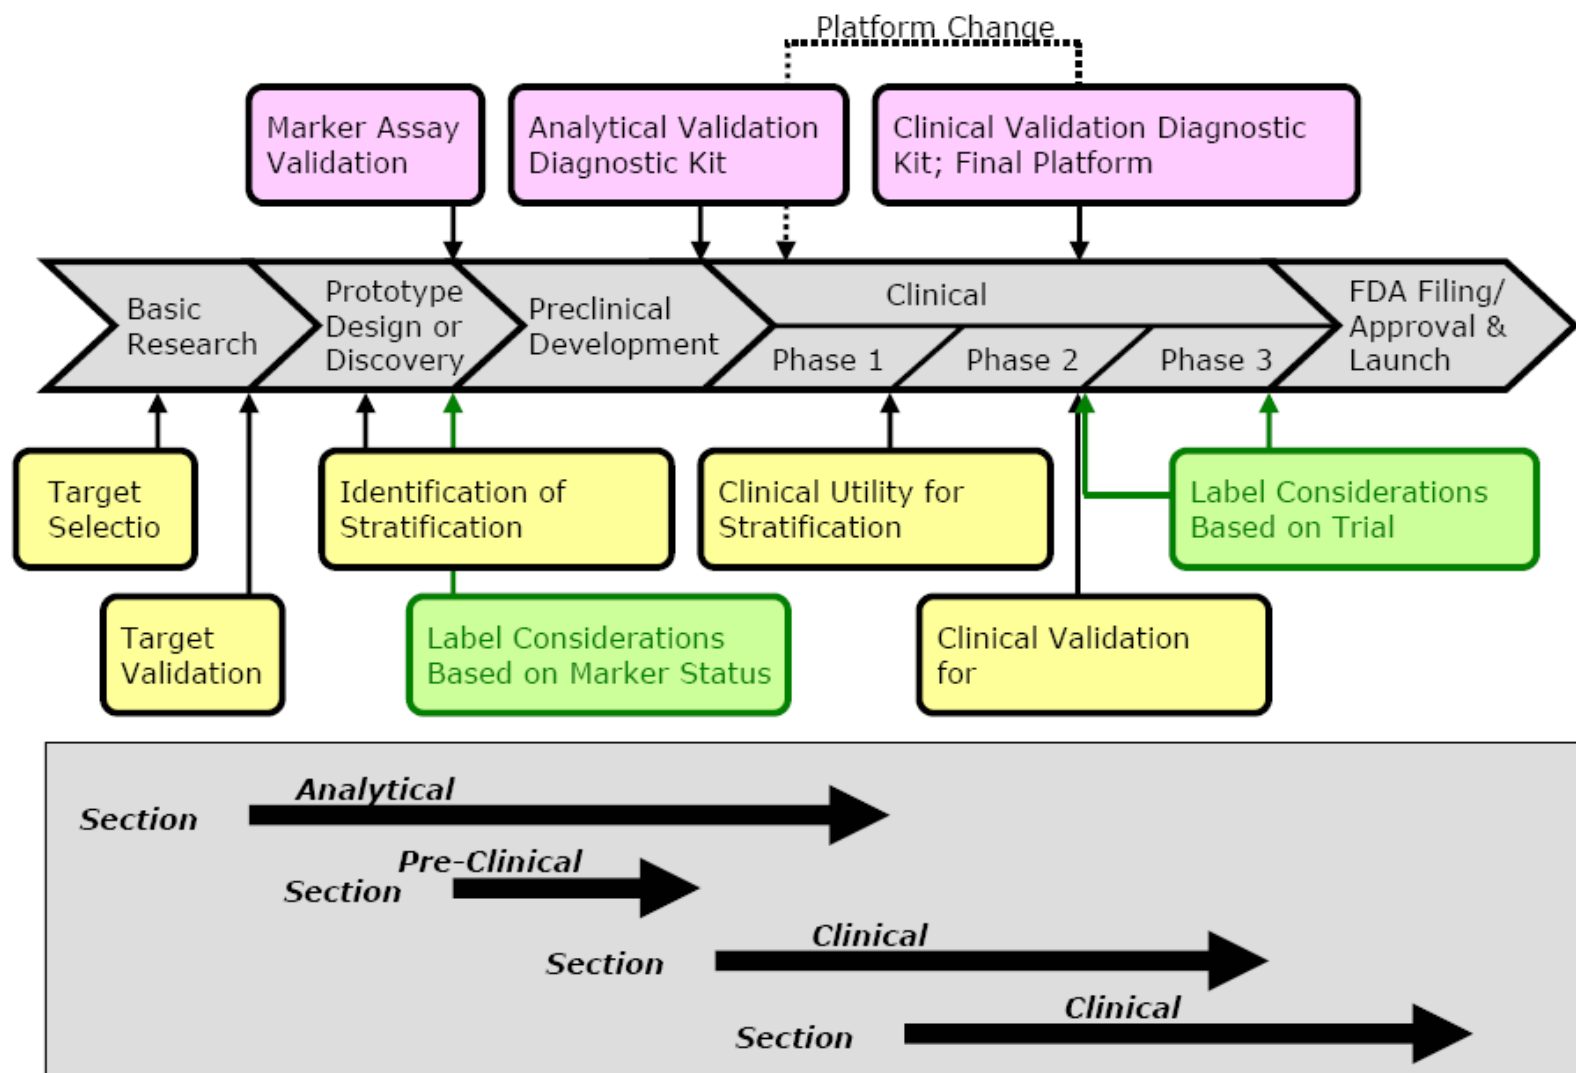 Platform Change
Marker Assay
Validation
Analytical Validation
Diagnostic Kit
Clinical Validation Diagnostic
Kit; Final Platform
Basic
Research
Prototype
Design or
Discovery
Preclinical
Development
Clinical
Phase 1
Phase 2
Phase 3
FDA Filing/
Approval &
Launch
Target
Selectio
Identification of
Stratification
Clinical Utility for
Stratification
Label Considerations
Based on Trial
Target
Validation
Label Considerations
Based on Marker Status
Clinical Validation
for
Analytical
Section
Pre-Clinical
Section
Clinical
Section
Clinical
Section